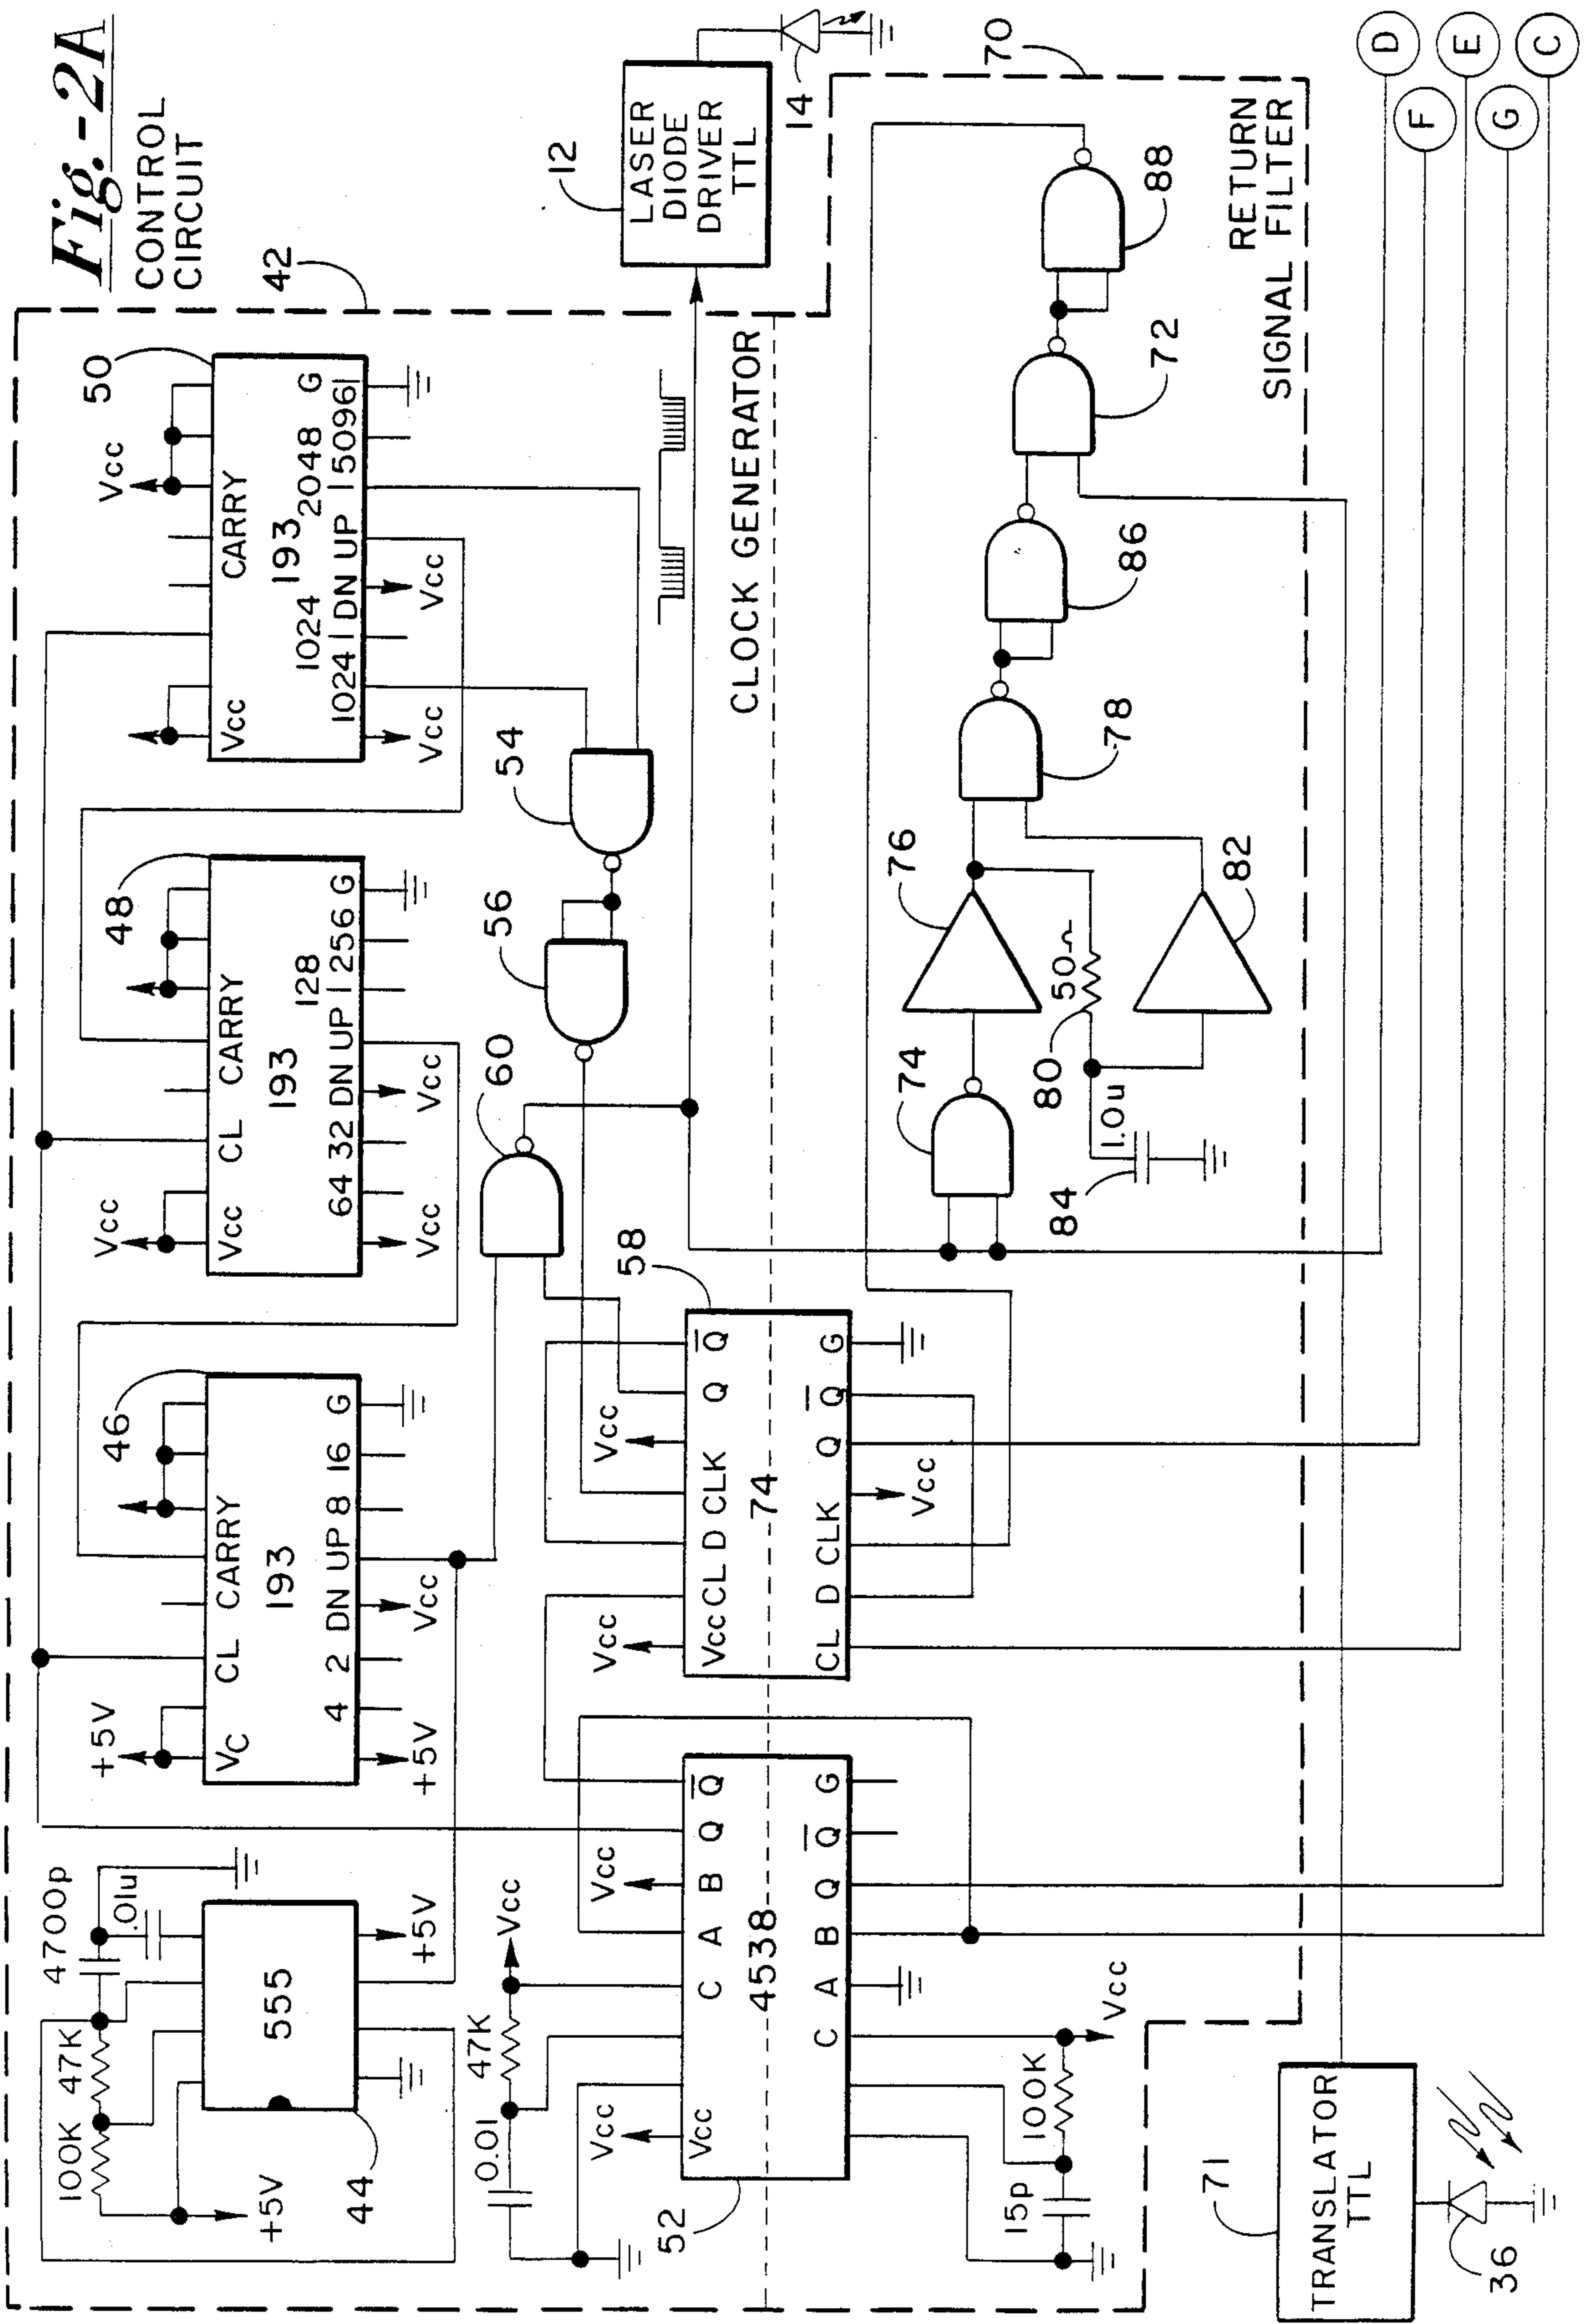 Fig.-2A
CONTROL
CIRCUIT
42
50
Vcc
CARRY
Vcc
193
1024 2048 G
1024 DN UP 5096
Vcc
Vcc
48
Vcc
Vcc CL CARRY
193
128
64 32 DN UP 256 G
Vcc
Vcc
46
+5V
VC CL CARRY
193
4 2 DN UP 8 16 G
+5V
Vcc
100K 47K 4700p
.01u
555
+5V
+5V
44
54
56
60
12
LASER
DIODE
DRIVER
TTL
14
CLOCK GENERATOR
0.01
47K
Vcc
Vcc
Vcc
Vcc C A B Q Q
4538
C A B Q Q G
52
15p
100K
Vcc
58
Vcc
Vcc
Vcc CL D CLK Q Q
74
CL D CLK Q Q G
Vcc
74
76
80
50
84
1.0u
82
78
86
72
88
70
RETURN
SIGNAL FILTER
71
TRANSLATOR
TTL
36
D
F
E
G
C